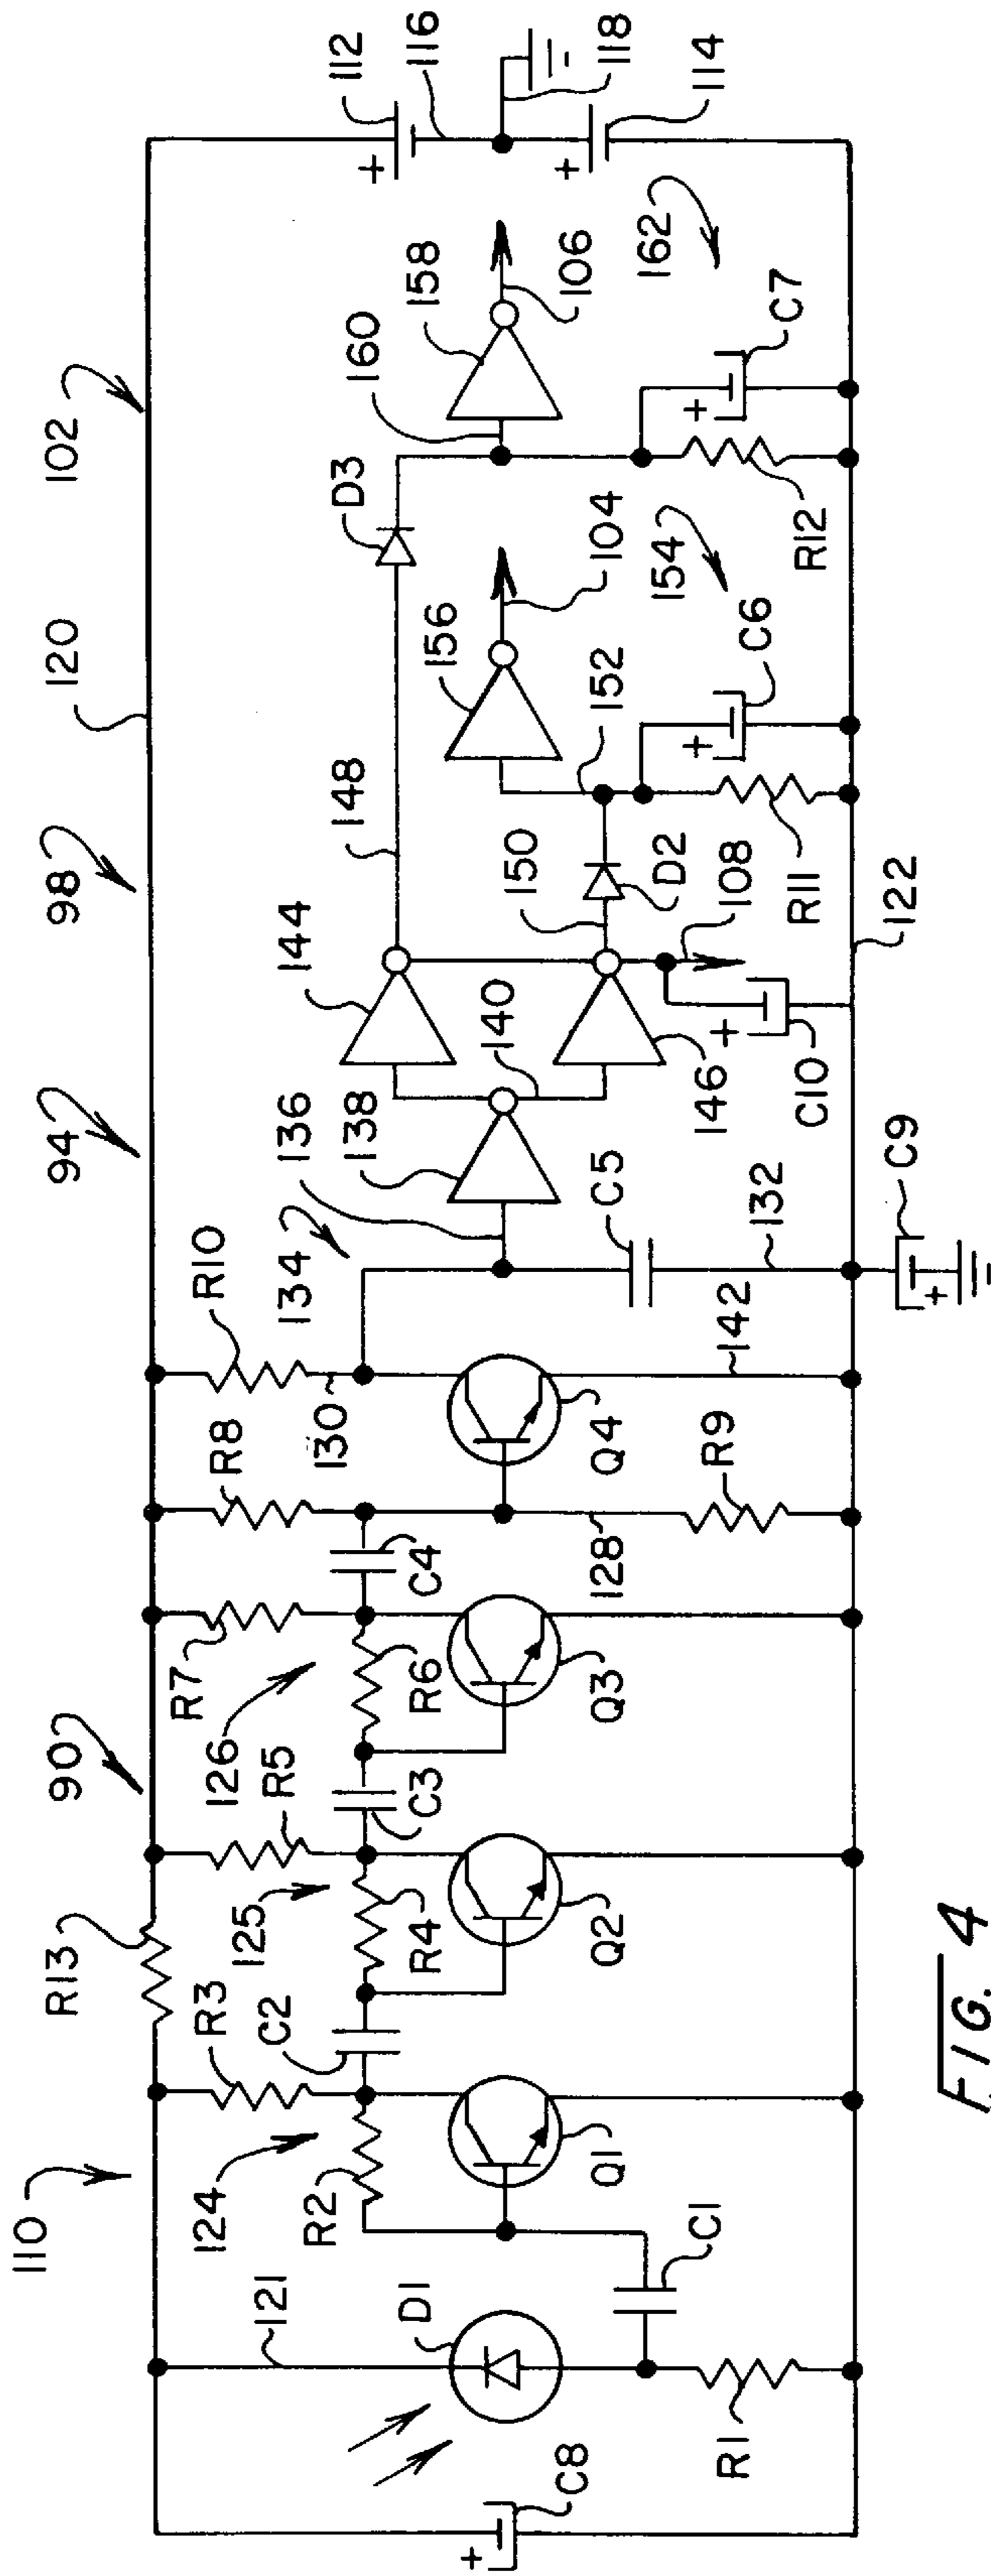 110
90
94
98
120
102
R13
121
124
R3
C2
125
R5
126
R7
R8
R10
134
136
138
144
148
D3
160
158
112
116
+
118
+
114
D1
R2
R4
C3
R6
C4
130
140
150
156
152
104
106
162
+
C8
R1
C1
Q1
Q2
Q3
128
Q4
R9
142
C5
132
146
+
C10
108
D2
R11
+
C6
154
R12
+
C7
122
+
C9
FIG. 4